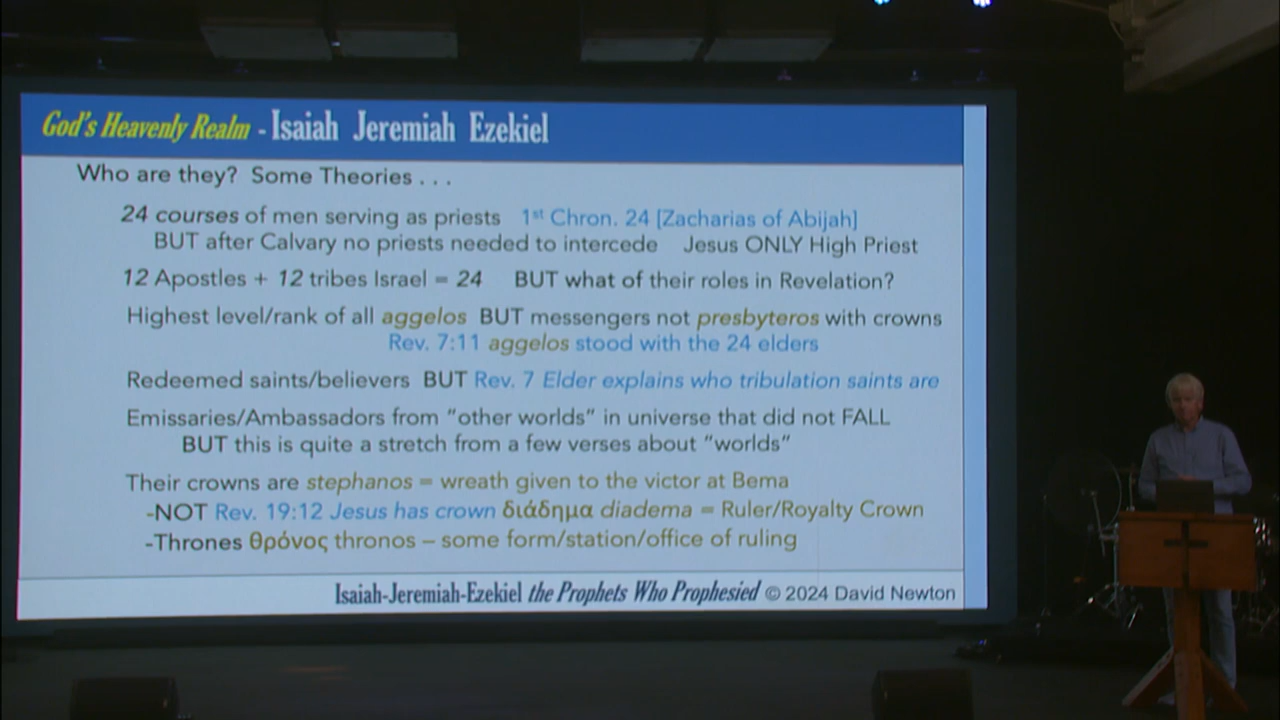 God's Heavenly Realm - Isaiah Jeremiah Ezekiel
Who are they? Some Theories . . .
24 courses of men serving as priests 1st Chron. 24 [Zacharias of Abijah]
BUT after Calvary no priests needed to intercede Jesus ONLY High Priest
12 Apostles + 12 tribes Israel = 24 BUT what of their roles in Revelation?
Highest level/rank of all aggelos BUT messengers not presbyteros with crowns
Rev. 7:11 aggelos stood with the 24 elders
Redeemed saints/believers BUT Rev. 7 Elder explains who tribulation saints are
Emissaries/Ambassadors from "other worlds" in universe that did not FALL
BUT this is quite a stretch from a few verses about "worlds"
Their crowns are stephanos = wreath given to the victor at Bema
-NOT Rev. 19:12 Jesus has crown διάδημα diadema = Ruler/Royalty Crown
-Thrones θρόνος thronos – some form/station/office of ruling
Isaiah-Jeremiah-Ezekiel the Prophets Who Prophesied © 2024 David Newton